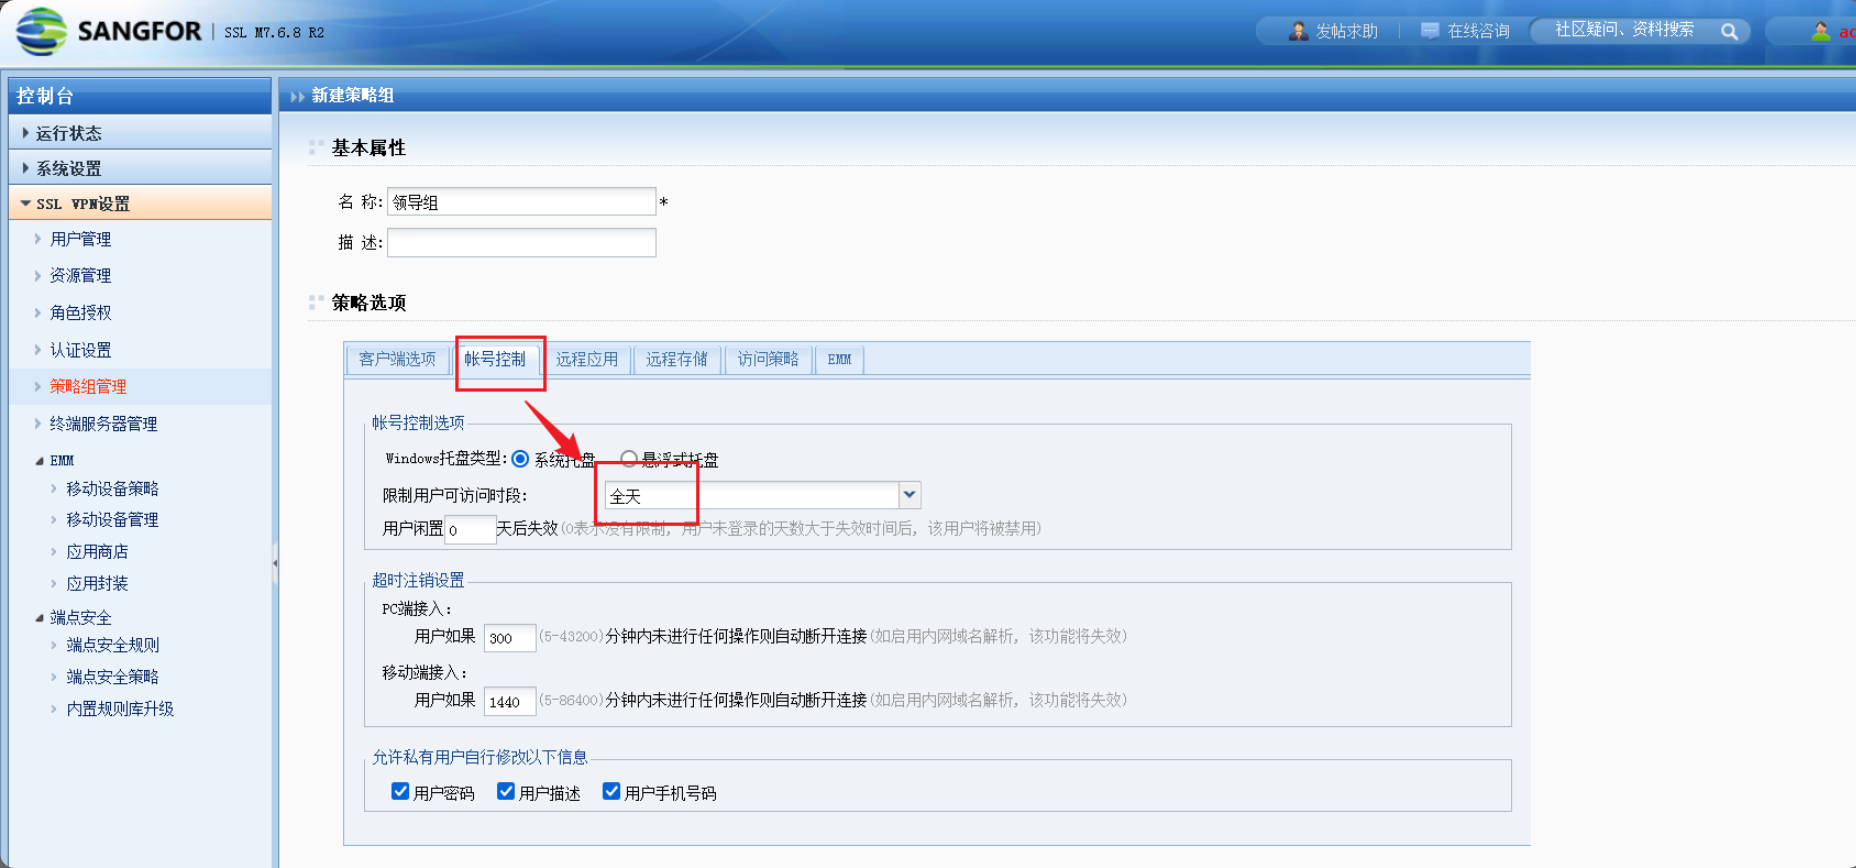 SANGFOR | SSL M7.6.8 R2
发帖求助 | 在线咨询 社区疑问、资料搜索
控制台
运行状态
系统设置
SSL VPN设置
用户管理
资源管理
角色授权
认证设置
策略组管理
终端服务器管理
EMM
移动设备策略
移动设备管理
应用商店
应用封装
端点安全
端点安全规则
端点安全策略
内置规则库升级
新建策略组
基本属性
名 称: 领导组 *
描 述:
策略选项
客户端选项 帐号控制 远程应用 远程存储 访问策略 EMM
帐号控制选项
Windows托盘类型: 系统托盘 悬浮式托盘
限制用户可访问时段: 全天
用户闲置 0 天后失效(0表示没有限制, 用户未登录的天数大于失效时间后, 该用户将被禁用)
超时注销设置
PC端接入:
用户如果 300 (5-43200)分钟内未进行任何操作则自动断开连接(如启用内网域名解析, 该功能将失效)
移动端接入:
用户如果 1440 (5-86400)分钟内未进行任何操作则自动断开连接(如启用内网域名解析, 该功能将失效)
允许私有用户自行修改以下信息
用户密码 用户描述 用户手机号码